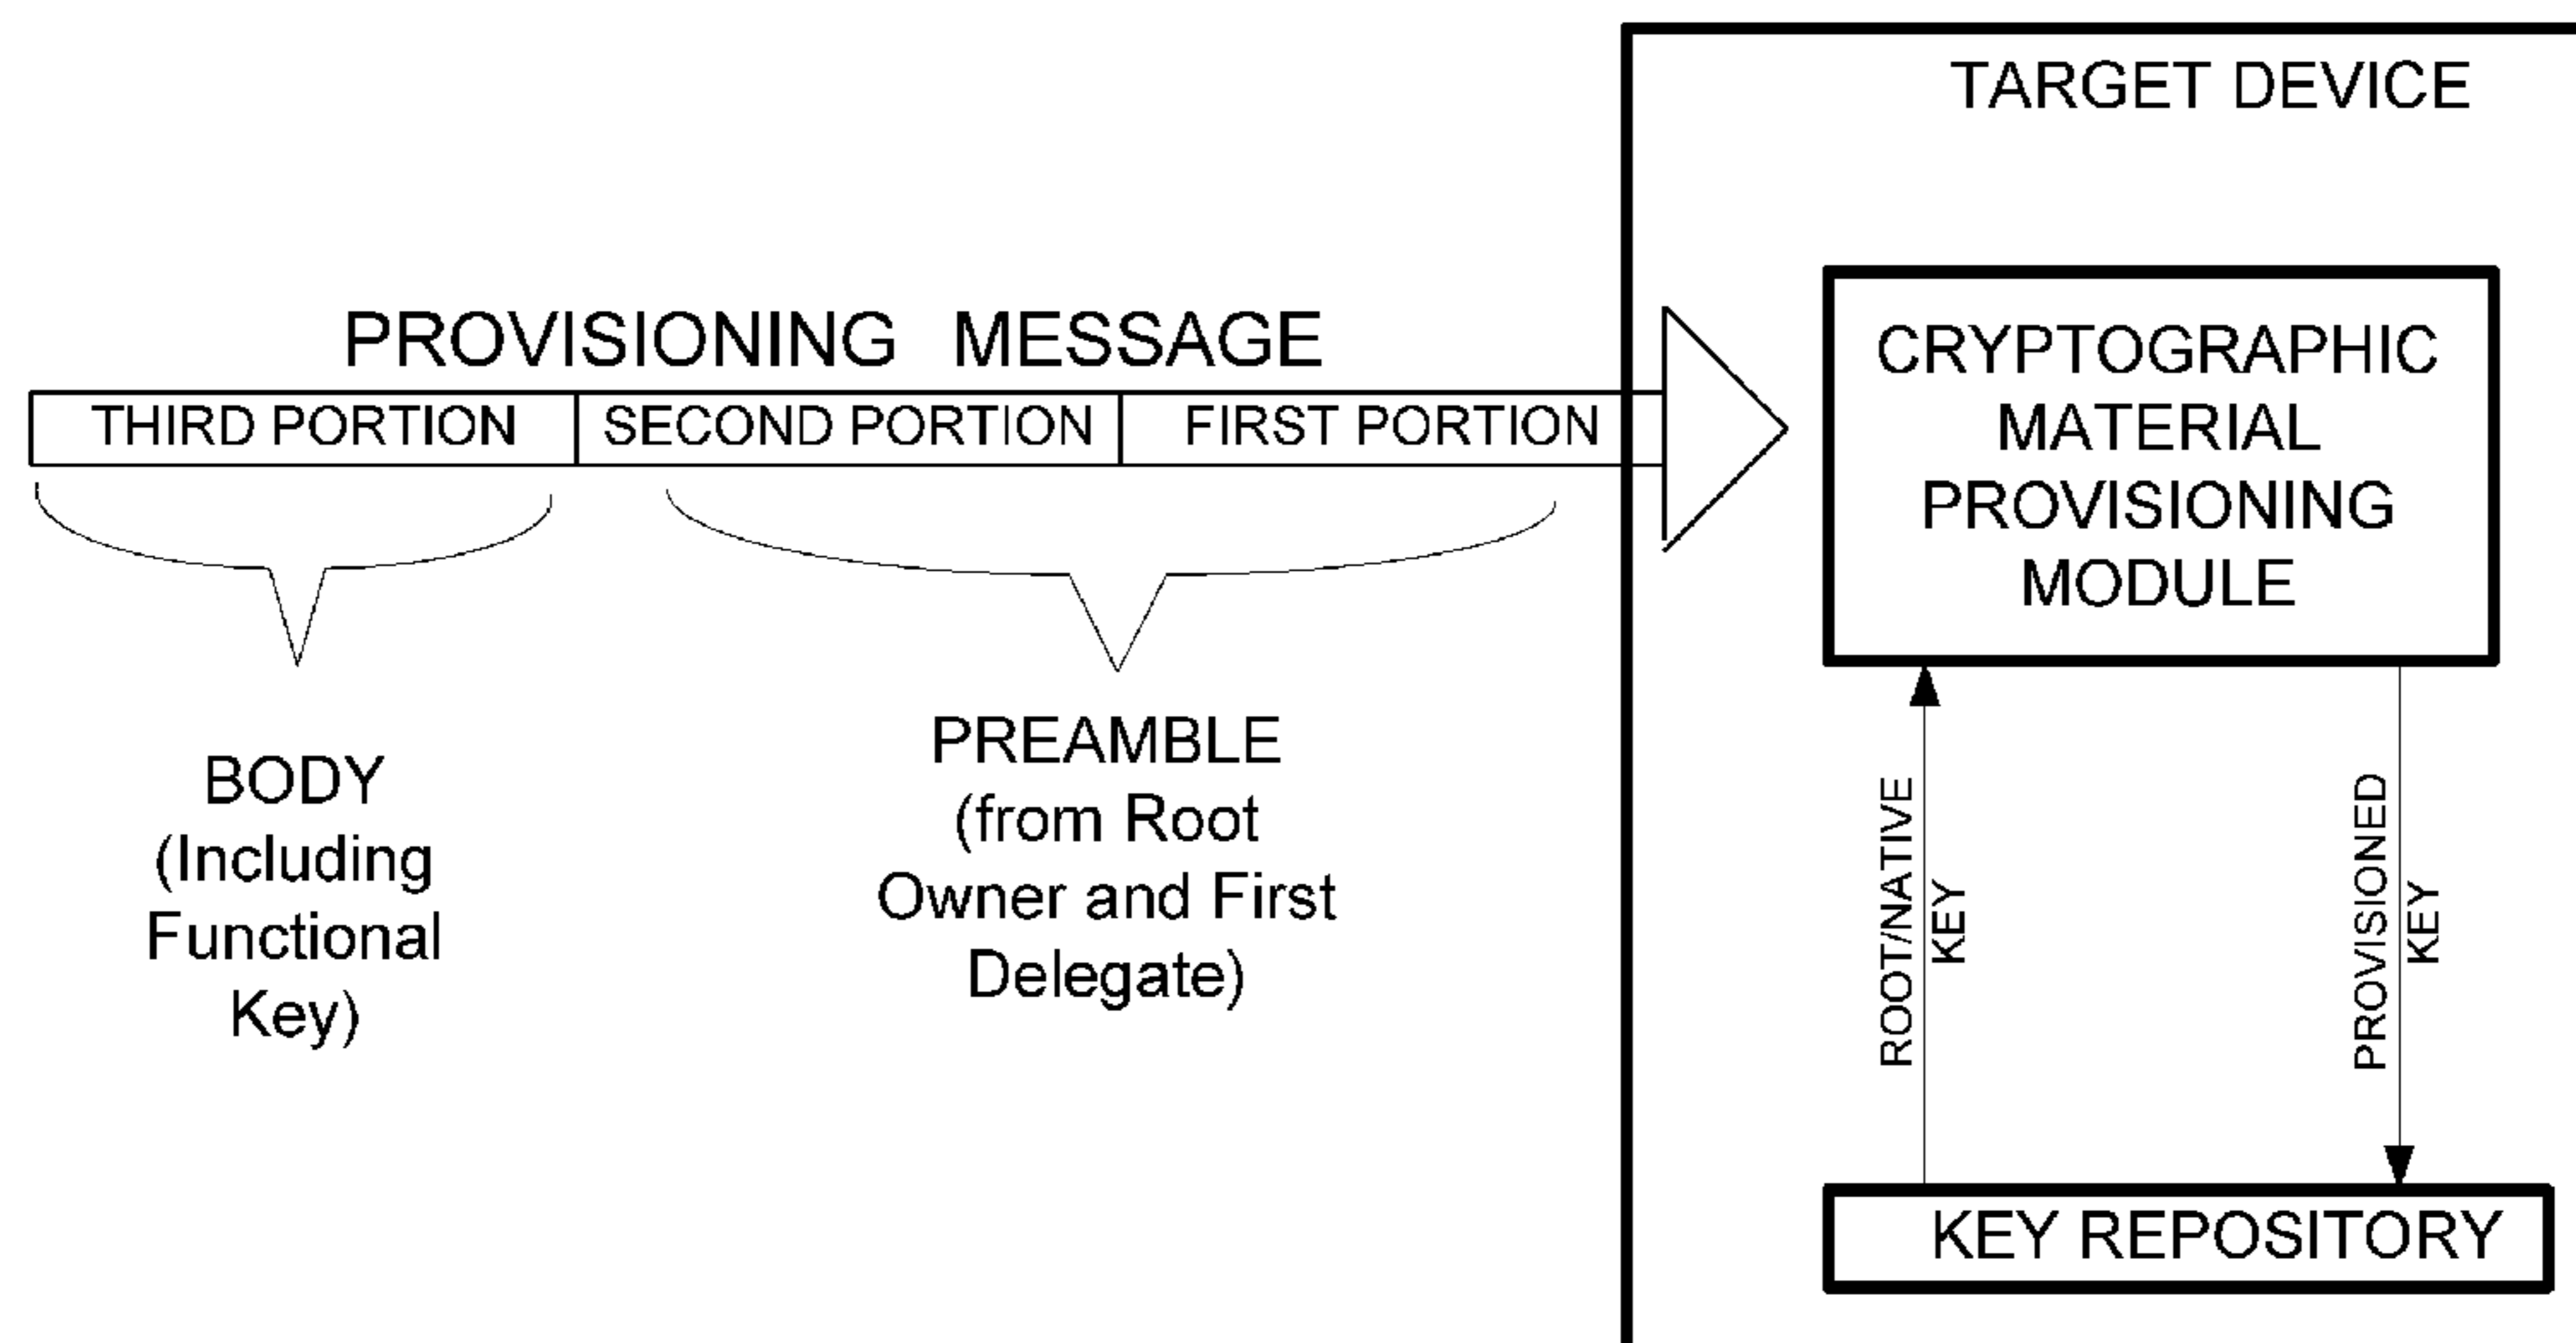 TARGET DEVICE
PROVISIONING MESSAGE
THIRD PORTION
SECOND PORTION
FIRST PORTION
CRYPTOGRAPHIC
MATERIAL
PROVISIONING
MODULE
BODY
(Including
Functional
Key)
PREAMBLE
(from Root
Owner and First
Delegate)
ROOT/NATIVE
KEY
PROVISIONED
KEY
KEY REPOSITORY